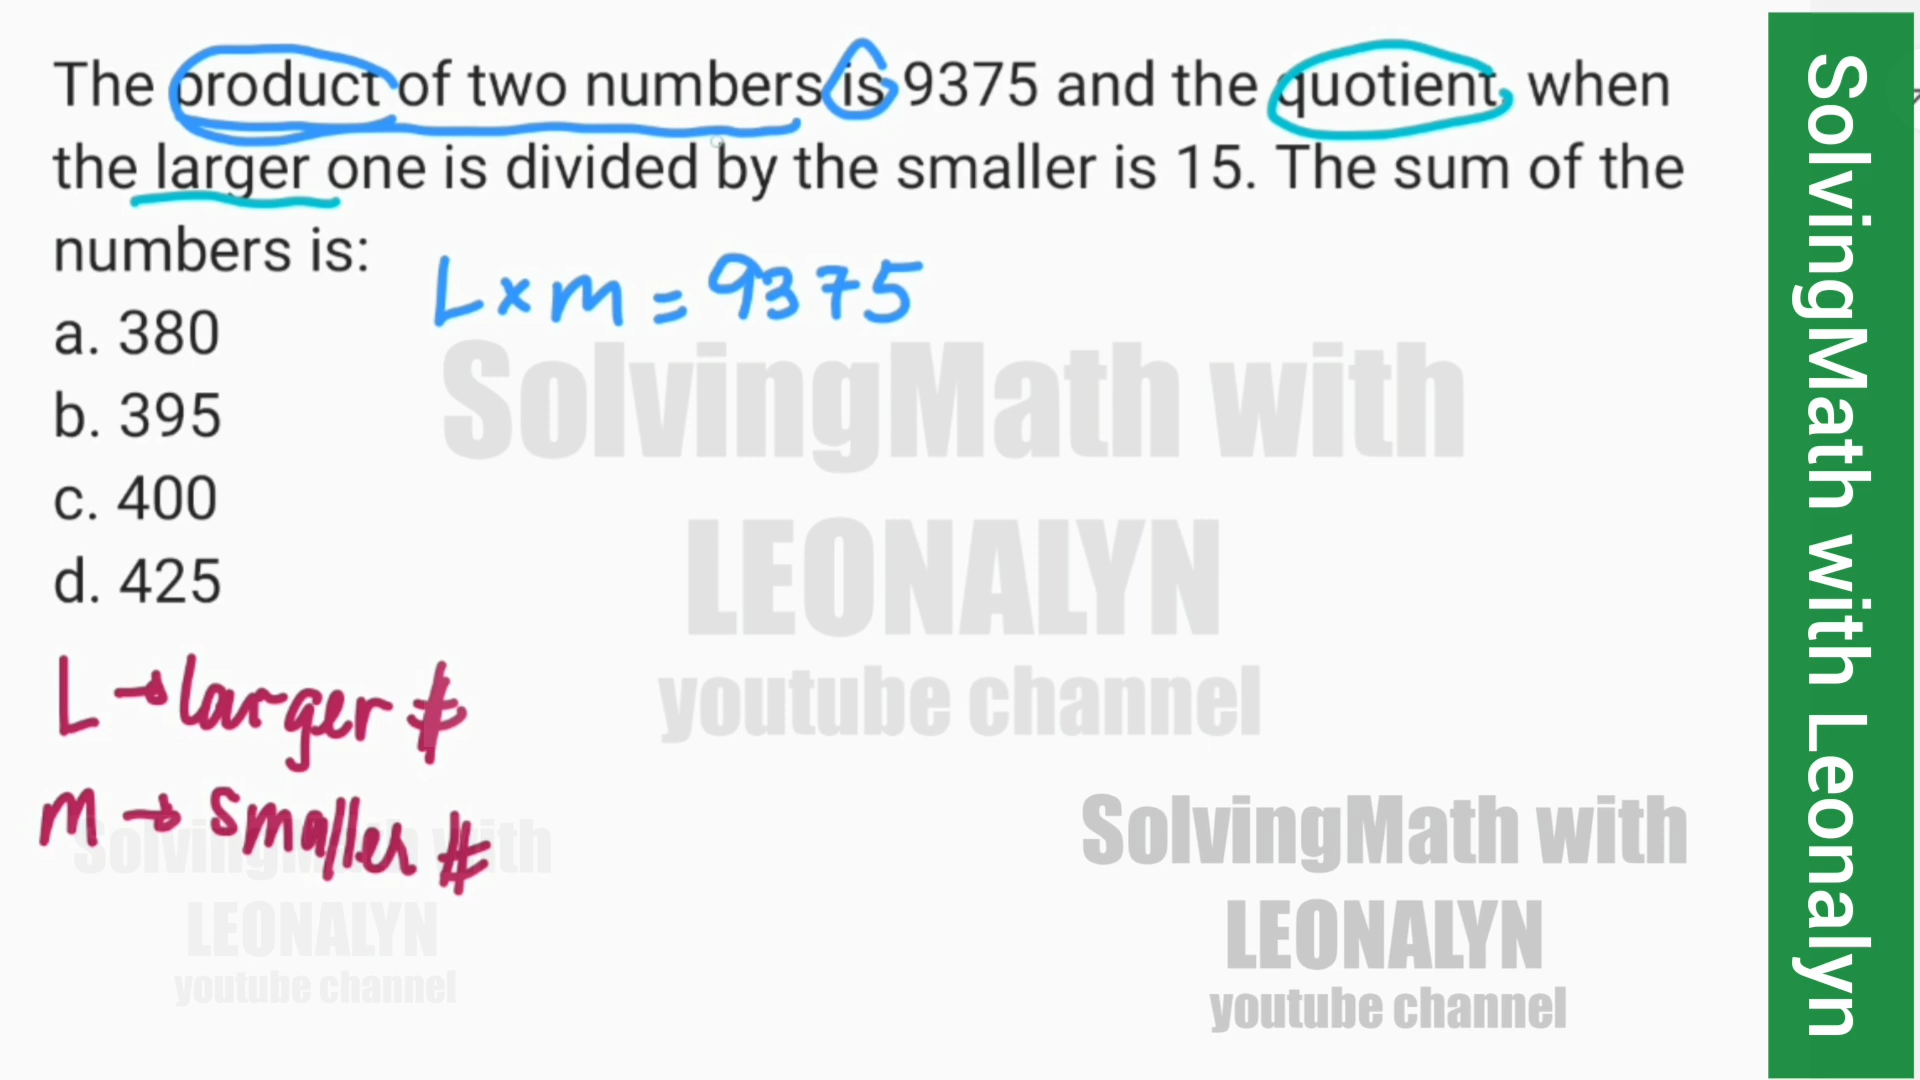 The product of two numbers is 9375 and the quotient, when
the larger one is divided by the smaller is 15. The sum of the
numbers is:
L x m = 9375
a. 380
b. 395
c. 400
d. 425
L → larger #
m → smaller #
SolvingMath with
LEONALYN
youtube channel
SolvingMath with
LEONALYN
youtube channel
SolvingMath with
LEONALYN
youtube channel
SolvingMath with Leonalyn